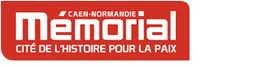 CAEN-NORMANDIE
Mémorial
CITÉ DE L'HISTOIRE POUR LA PAIX